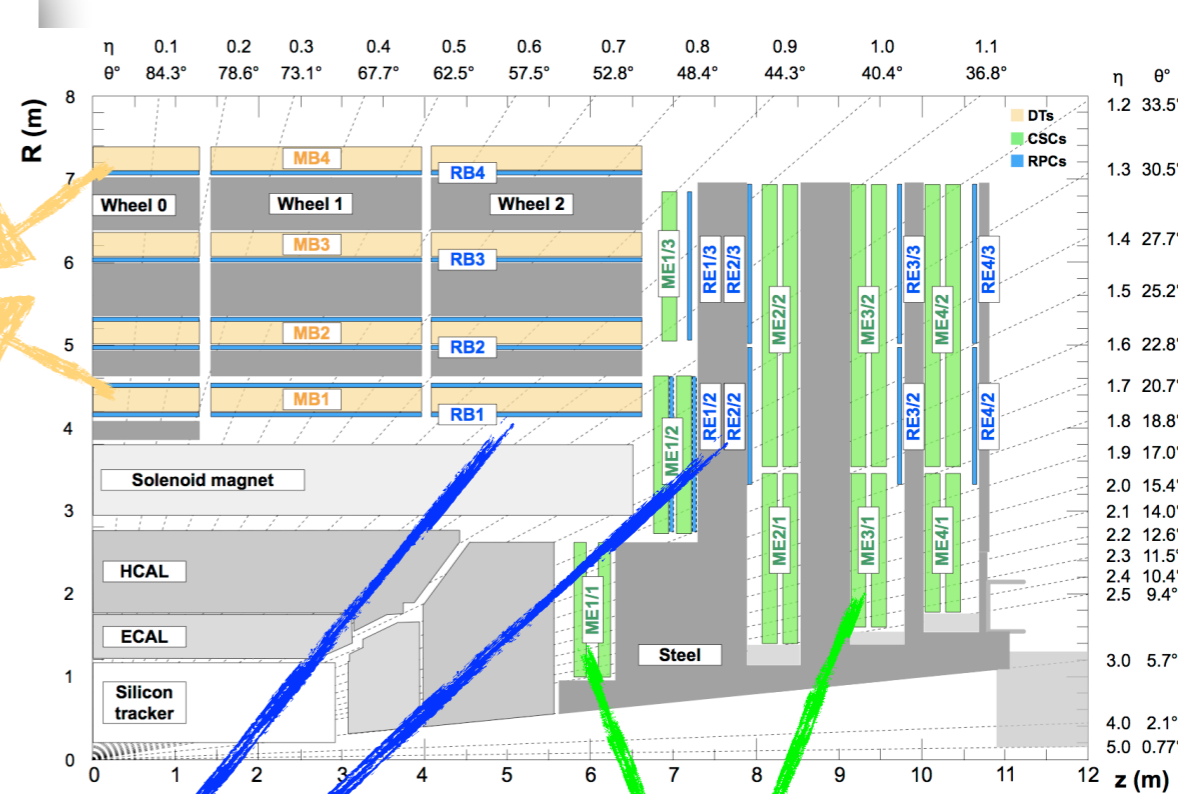 η 0.1 0.2 0.3 0.4 0.5 0.6 0.7 0.8 0.9 1.0 1.1
θ° 84.3° 78.6° 73.1° 67.7° 62.5° 57.5° 52.8° 48.4° 44.3° 40.4° 36.8° η θ°
R (m)
8
7
6
5
4
3
2
1
0
1.2 33.5°
1.3 30.5°
1.4 27.7°
1.5 25.2°
1.6 22.8°
1.7 20.7°
1.8 18.8°
1.9 17.0°
2.0 15.4°
2.1 14.0°
2.2 12.6°
2.3 11.5°
2.4 10.4°
2.5 9.4°
3.0 5.7°
4.0 2.1°
5.0 0.77°
DTs
CSCs
RPCs
MB4
RB4
Wheel 0 Wheel 1 Wheel 2
MB3
RB3
MB2
RB2
MB1
RB1
Solenoid magnet
HCAL
ECAL
Silicon
tracker
Steel
ME1/3
RE1/3
RE2/3
ME2/2
ME3/2
RE3/3
ME4/2
RE4/3
ME1/2
RE1/2
RE2/2
RE3/2
RE4/2
ME1/1
ME2/1
ME3/1
ME4/1
0 1 2 3 4 5 6 7 8 9 10 11 12 z (m)